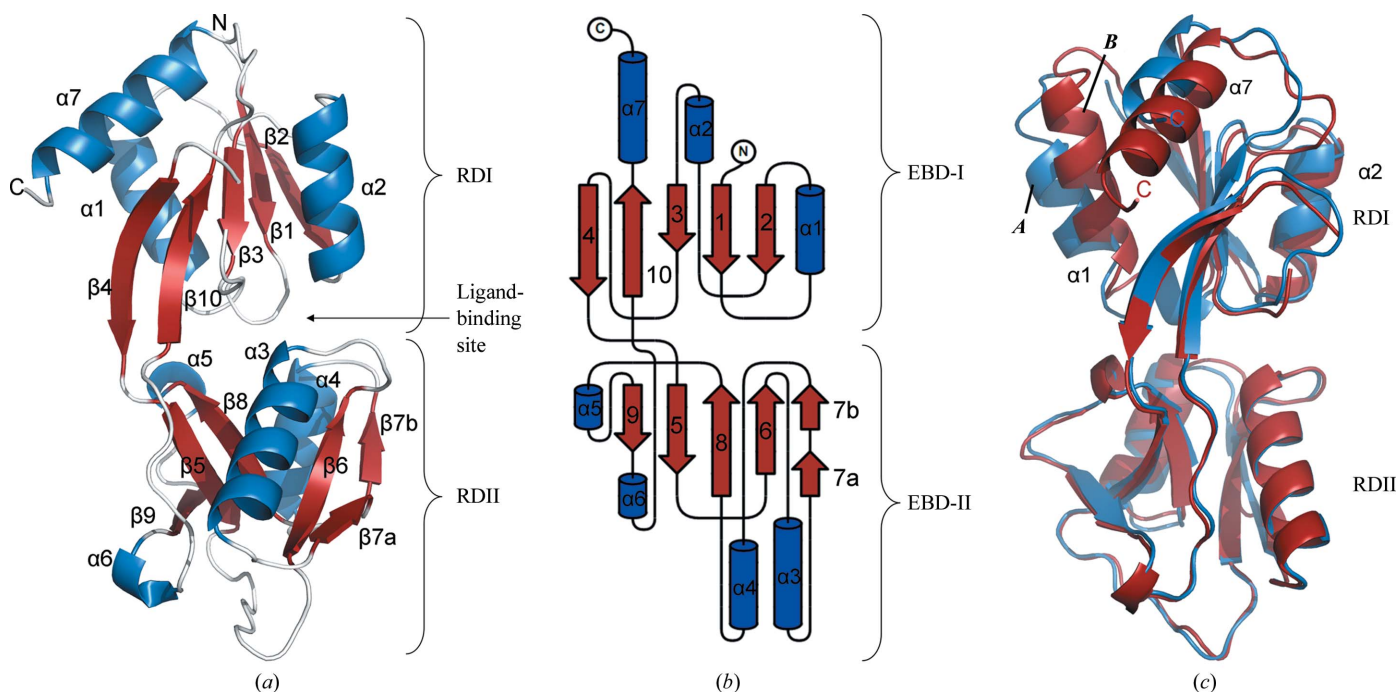 N
α7
β2
α2
RDI
C
α1
β1
β3
β4
β10
Ligand-
binding
site
α3
α5
α4
β8
β7b
β5
β6
RDII
β9
β7a
α6
(a)
C
α7
α2
N
EBD-I
3
1
2
α1
4
10
α5
9
5
8
6
7b
7a
α6
EBD-II
α4
α3
(b)
B
α7
C
α2
A
C
RDI
α1
RDII
(c)